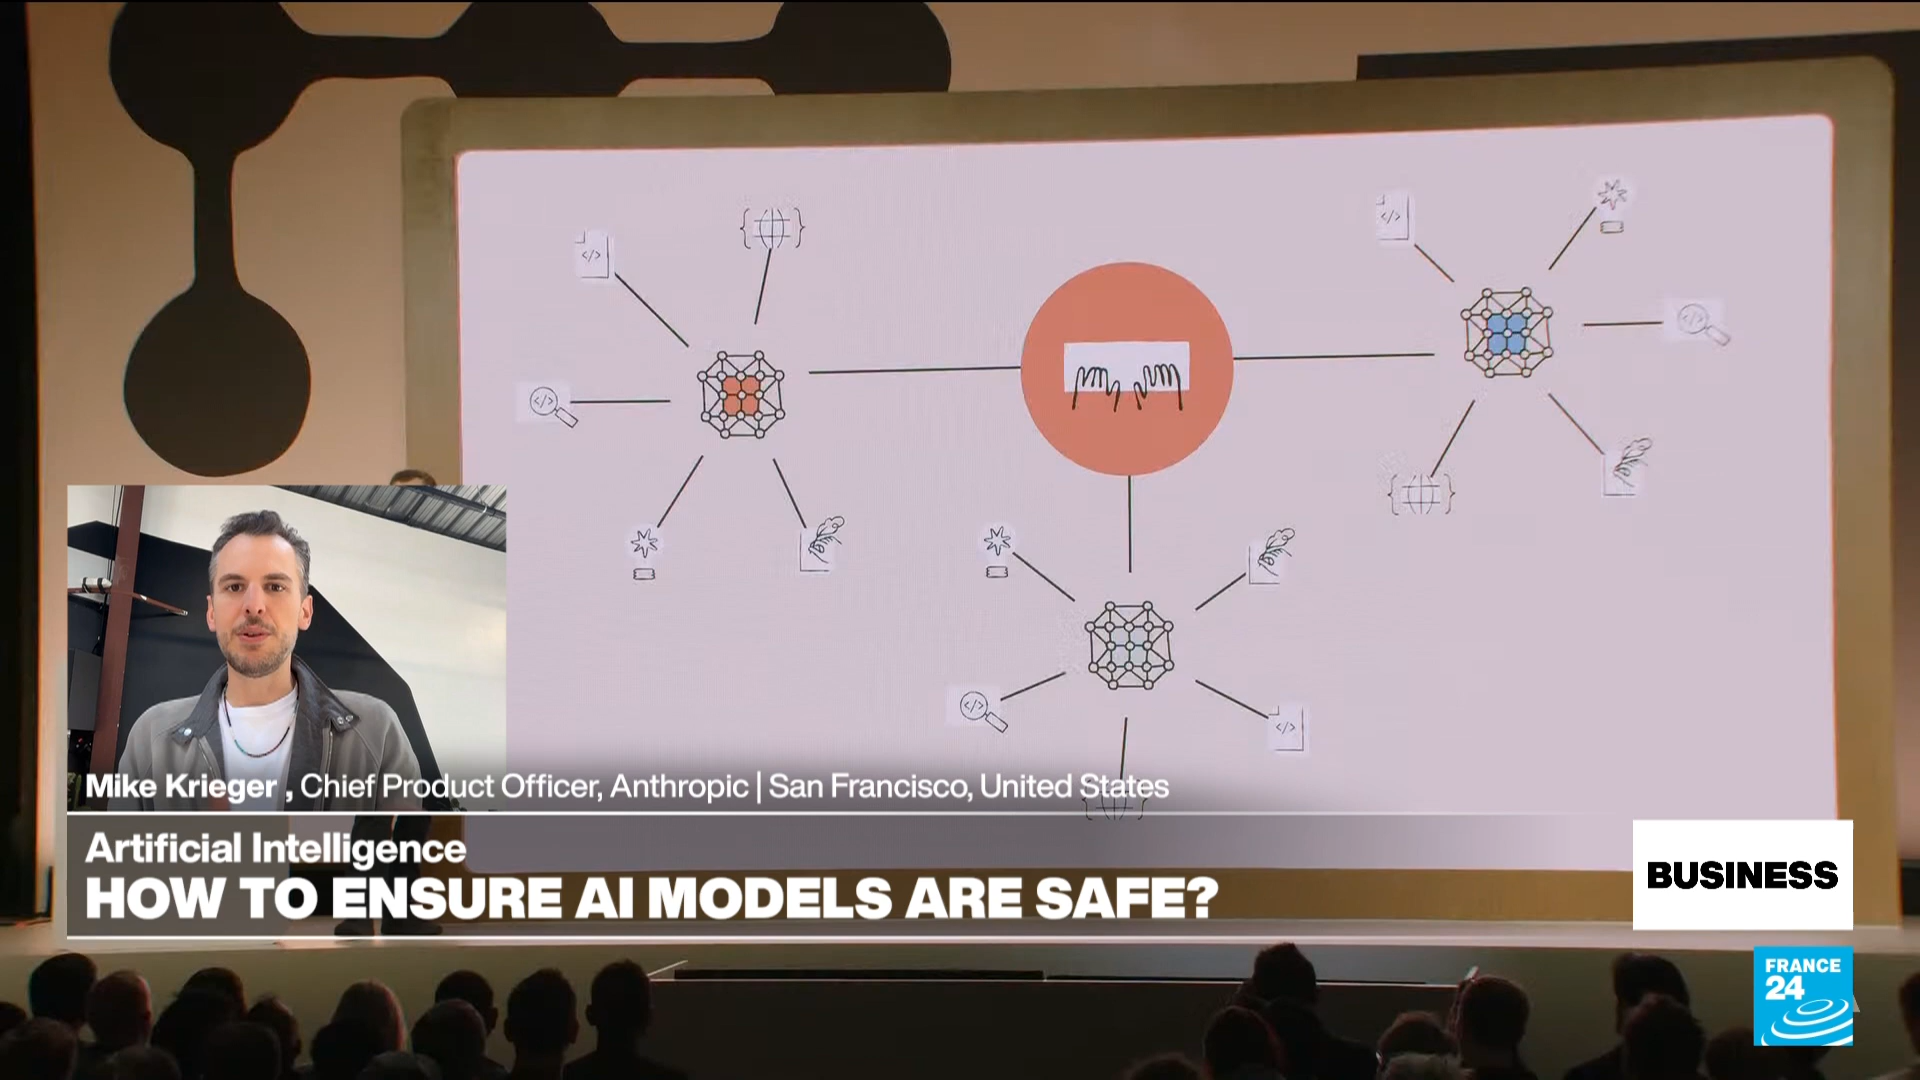 </>
</>
</>
</>
</>
</>
Mike Krieger , Chief Product Officer, Anthropic | San Francisco, United States
Artificial Intelligence
HOW TO ENSURE AI MODELS ARE SAFE?
BUSINESS
FRANCE
24